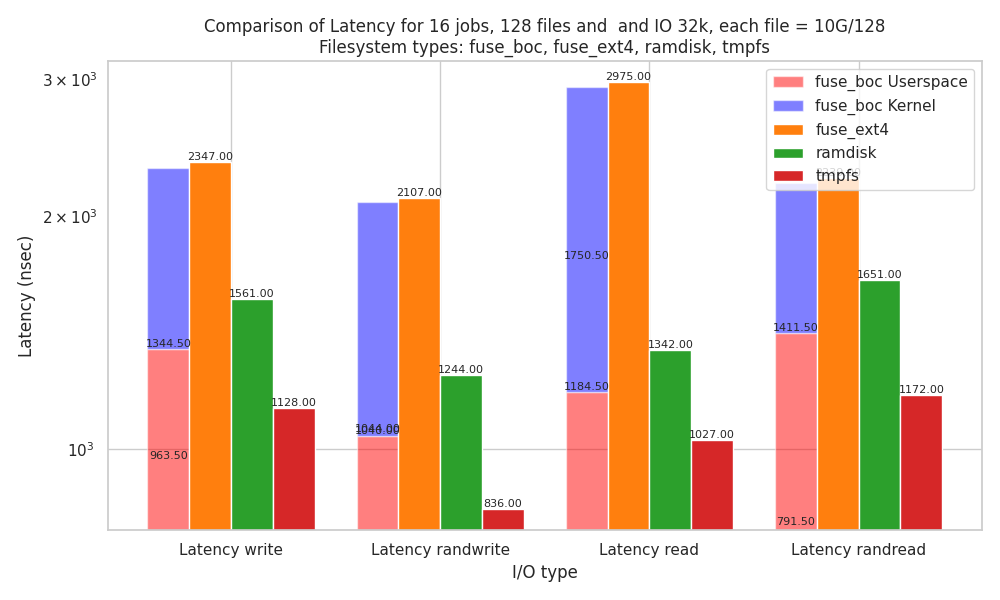 Comparison of Latency for 16 jobs, 128 files and  and IO 32k, each file = 10G/128
Filesystem types: fuse_boc, fuse_ext4, ramdisk, tmpfs
fuse_boc Userspace
fuse_boc Kernel
fuse_ext4
ramdisk
tmpfs
Latency (nsec)
3 × 10³
2 × 10³
10³
1344.50
963.50
2347.00
1561.00
1128.00
1044.00
1040.00
2107.00
1244.00
836.00
1750.50
1184.50
2975.00
1342.00
1027.00
1411.50
791.50
1651.00
1172.00
Latency write
Latency randwrite
Latency read
Latency randread
I/O type